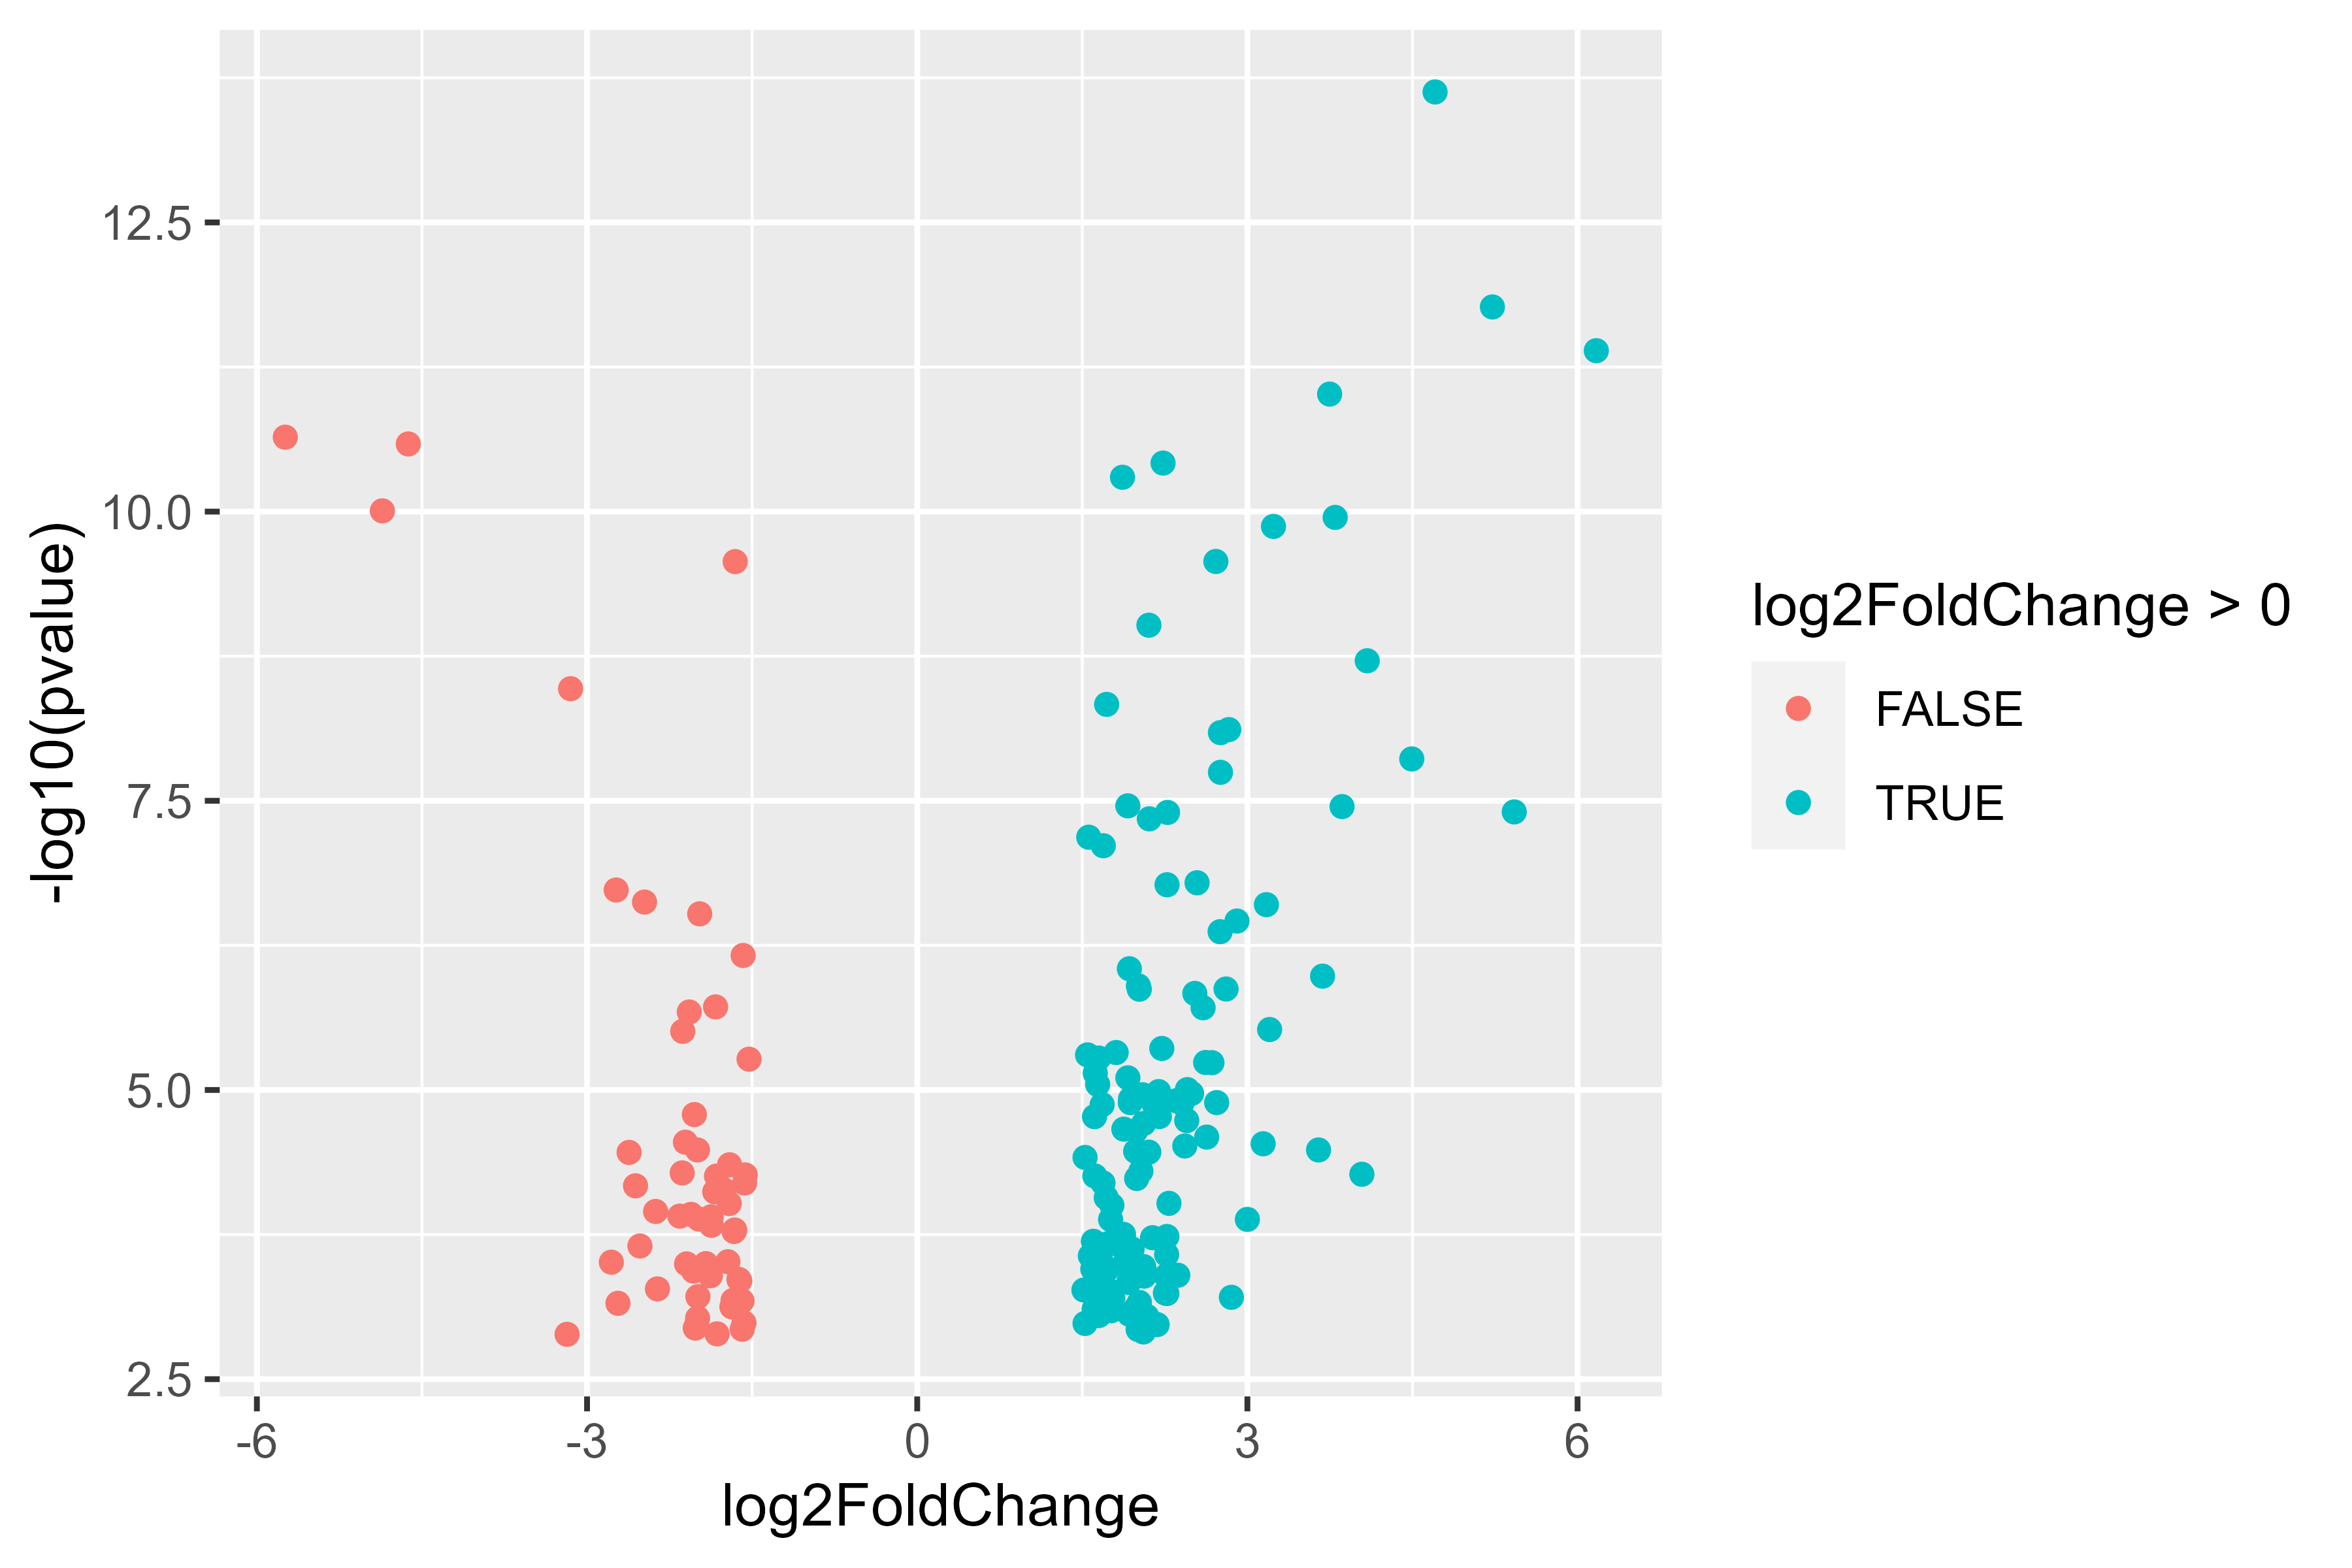 12.5
10.0
7.5
5.0
2.5
-log10(pvalue)
-6
-3
0
3
6
log2FoldChange
log2FoldChange > 0
FALSE
TRUE